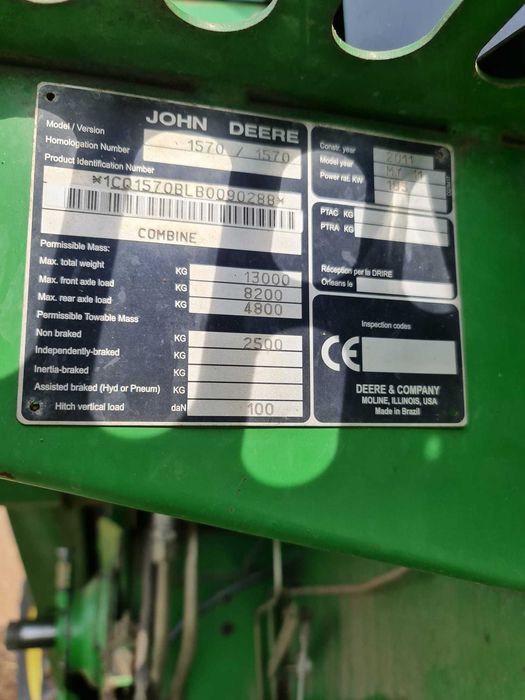 JOHN DEERE
Model / Version 1570 / 1570
Homologation Number
Product Identification Number
*1CQ1570BLB0090288*
COMBINE
Permissible Mass:
Max. total weight KG 13000
Max. front axle load KG 8200
Max. rear axle load KG 4800
Permissible Towable Mass
Non braked KG 2500
Independently-braked KG
Inertia-braked KG
Assisted braked (Hyd or Pneum) KG
Hitch vertical load daN 100
Constr. year 2011
Model year MY 11
Power rat. KW
PTAC KG
PTRA KG
Réception per la DRIRE
Orleans le
Inspection codes
CE
DEERE & COMPANY
MOLINE, ILLINOIS, USA
Made in Brazil